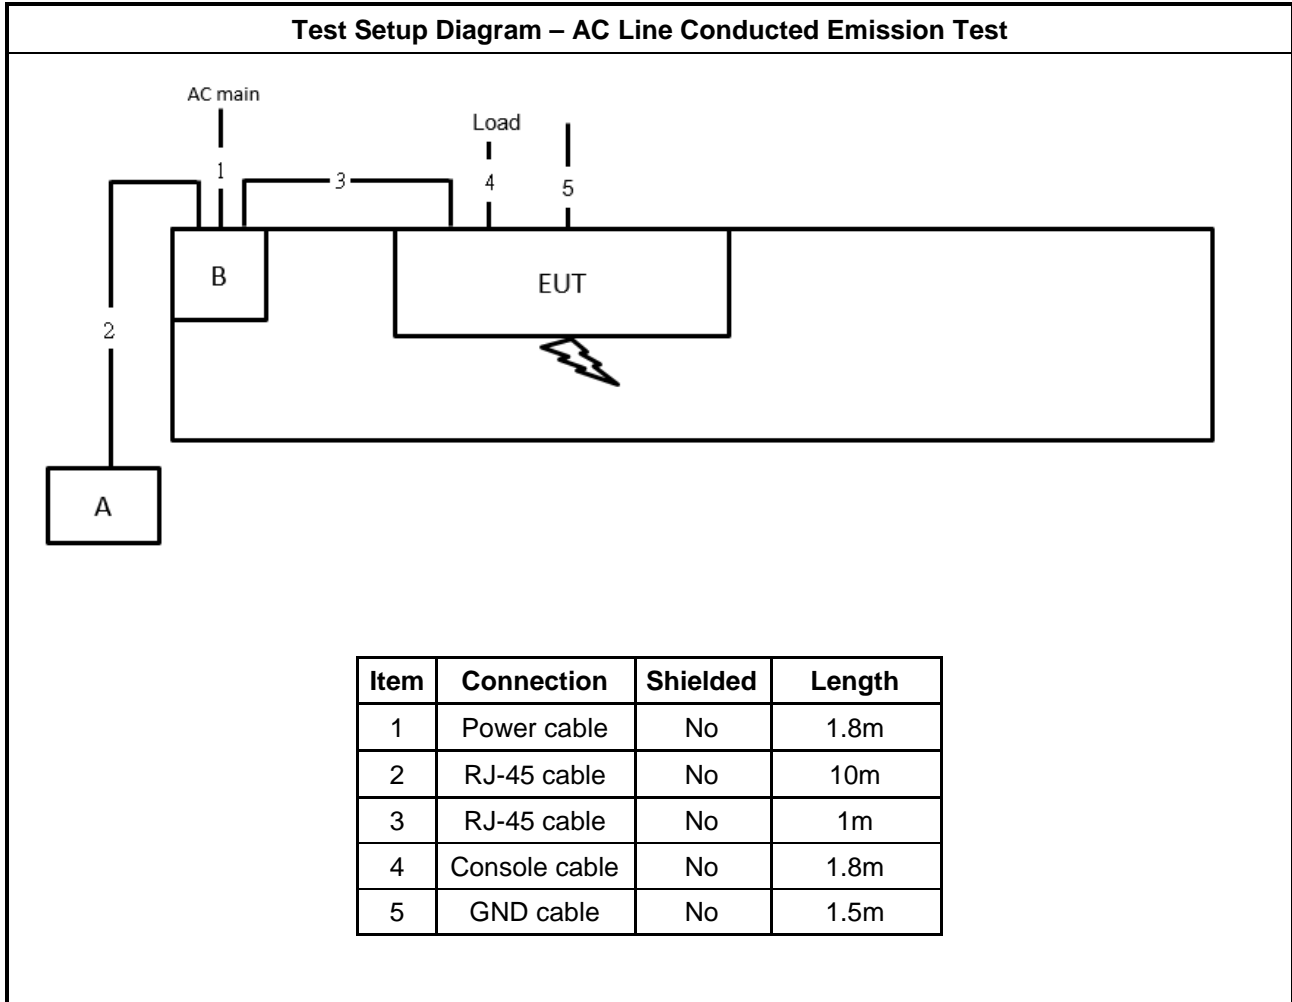 Test Setup Diagram – AC Line Conducted Emission Test
AC main
Load
1
3
4
5
B
EUT
2
A
Item Connection Shielded Length
1 Power cable No 1.8m
2 RJ-45 cable No 10m
3 RJ-45 cable No 1m
4 Console cable No 1.8m
5 GND cable No 1.5m